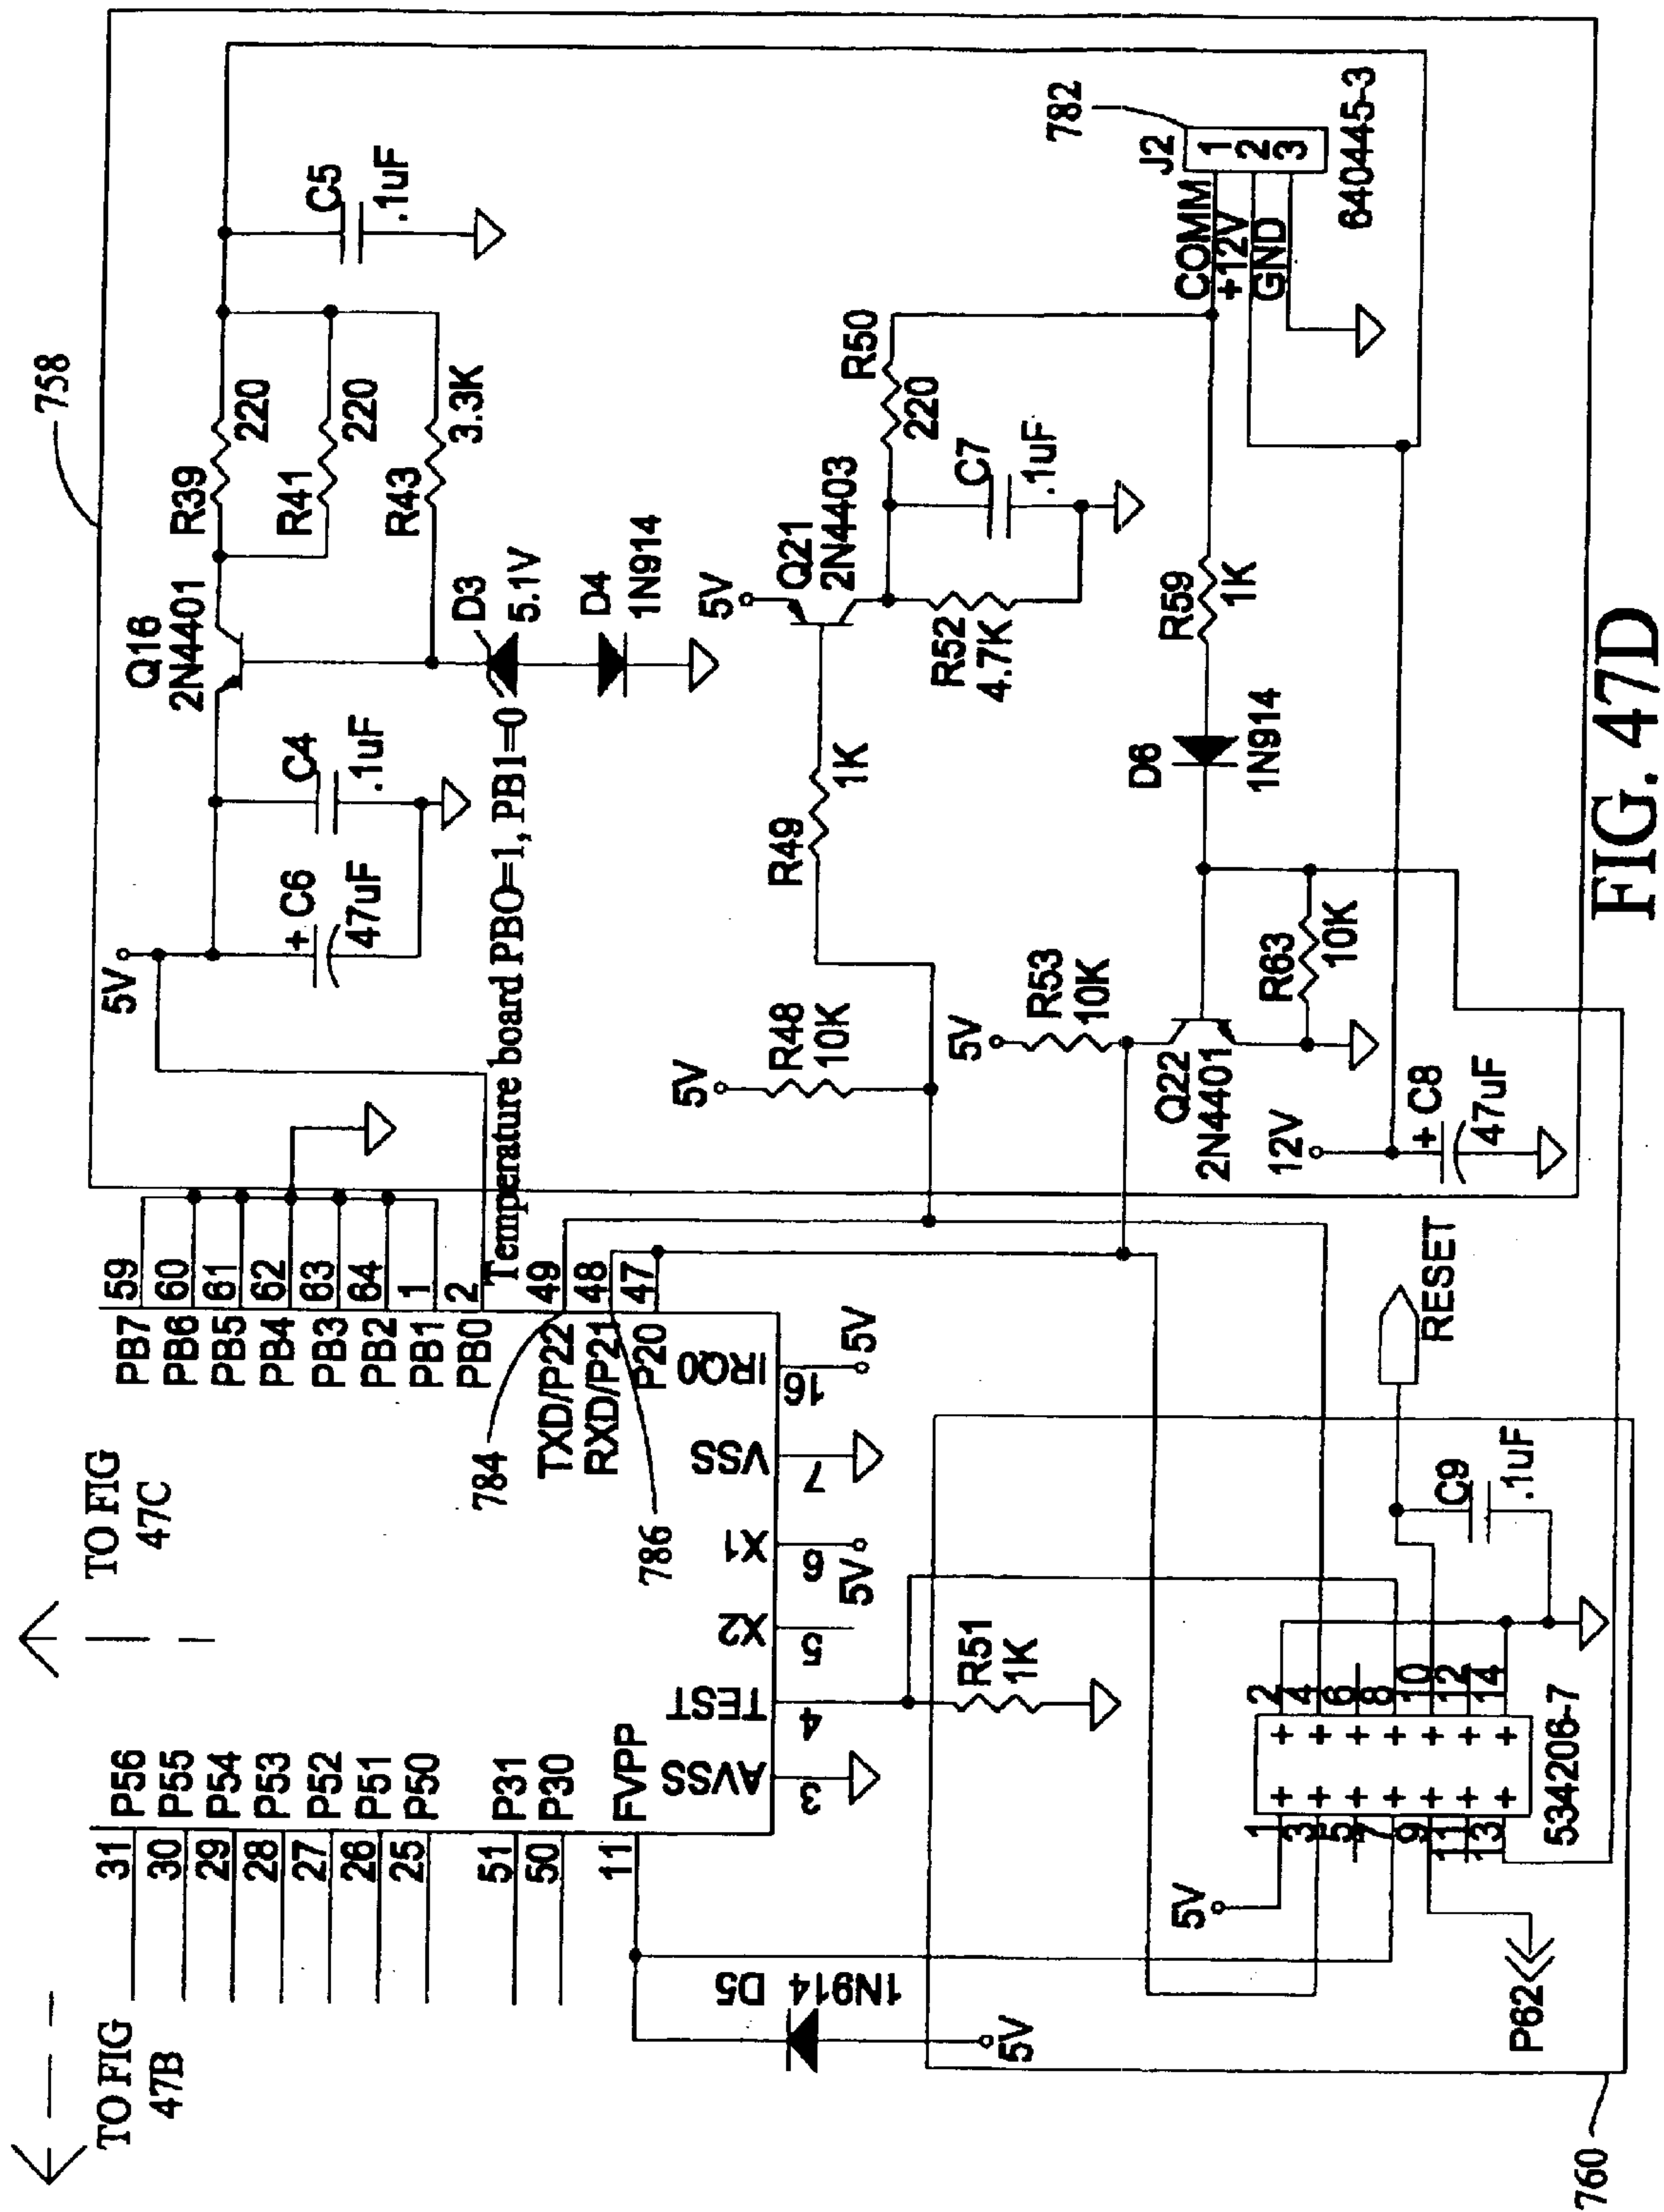 TO FIG
47B
TO FIG
47C
758
31 P56
30 P55
29 P54
28 P53
27 P52
26 P51
25 P50
51 P31
50 P30
11 FVPP
PB7 59
PB6 60
PB5 61
PB4 62
PB3 63
PB2 64
PB1 1
PB0 2
TXD/P22 49
RXD/P21 48
P20 47
784
786
AVSS
3
TEST
4
X2
5
X1
6
5V
VSS
7
IRQ0
16
5V
Temperature board PBO=1, PB1=0
5V
+ C6
47uF
C4
.1uF
Q16
2N4401
R39
220
R41
220
R43
3.3K
C5
.1uF
D3
5.1V
D4
1N914
5V
R48
10K
R49
1K
5V
Q21
2N4403
R50
220
R52
4.7K
C7
.1uF
5V
R53
10K
Q22
2N4401
R63
10K
D6
1N914
R59
1K
COMM
+12V
GND
J2
1
2
3
782
640445-3
12V
+ C8
47uF
1N914 D5
5V
R51
1K
RESET
C9
.1uF
5V
1 + + 2
3 + + 4
5 + + 6
7 + + 8
9 + + 10
11 + + 12
13 + + 14
534206-7
P62
760
FIG. 47D